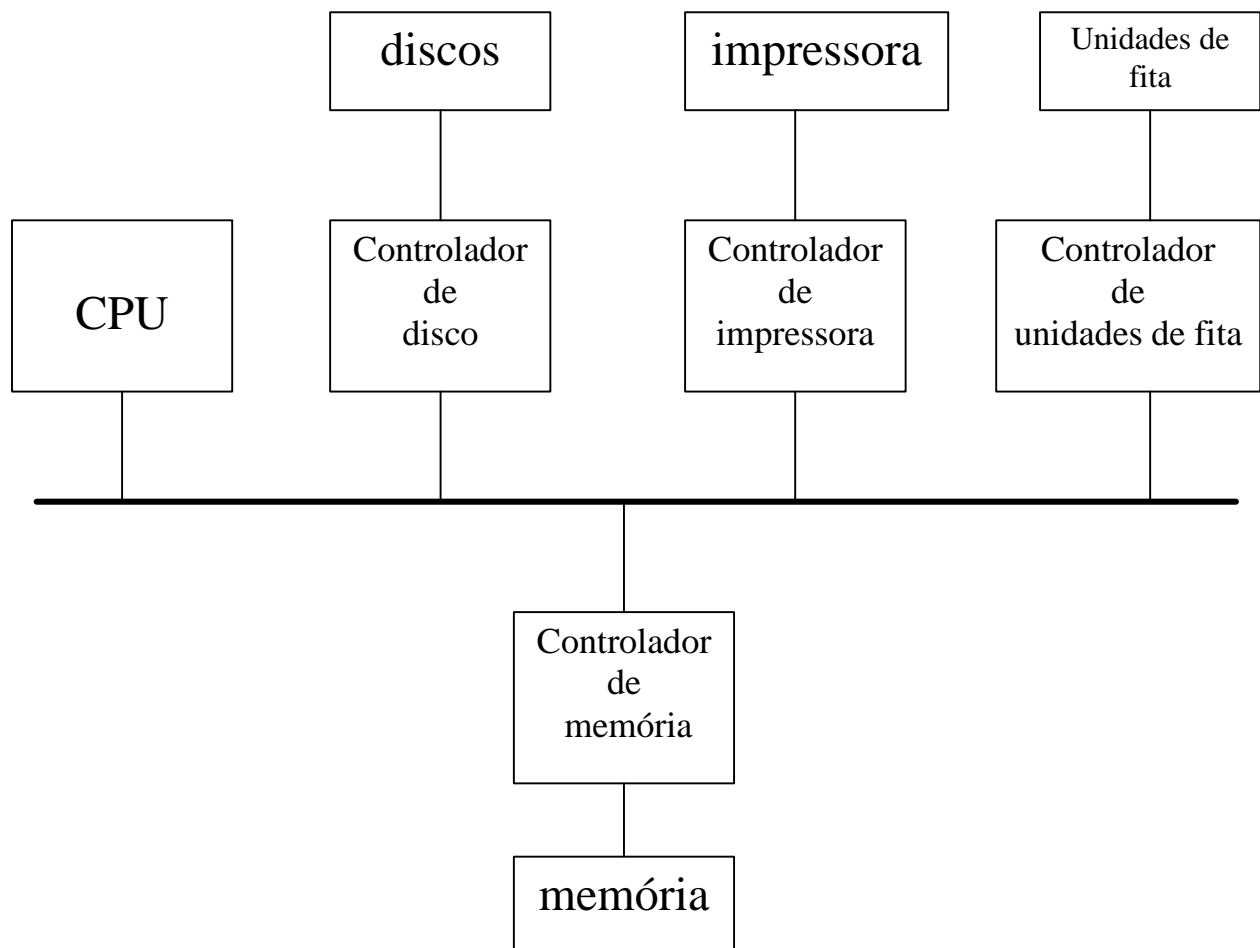 discos
impressora
Unidades de
fita
CPU
Controlador
de
disco
Controlador
de
impressora
Controlador
de
unidades de fita
Controlador
de
memória
memória